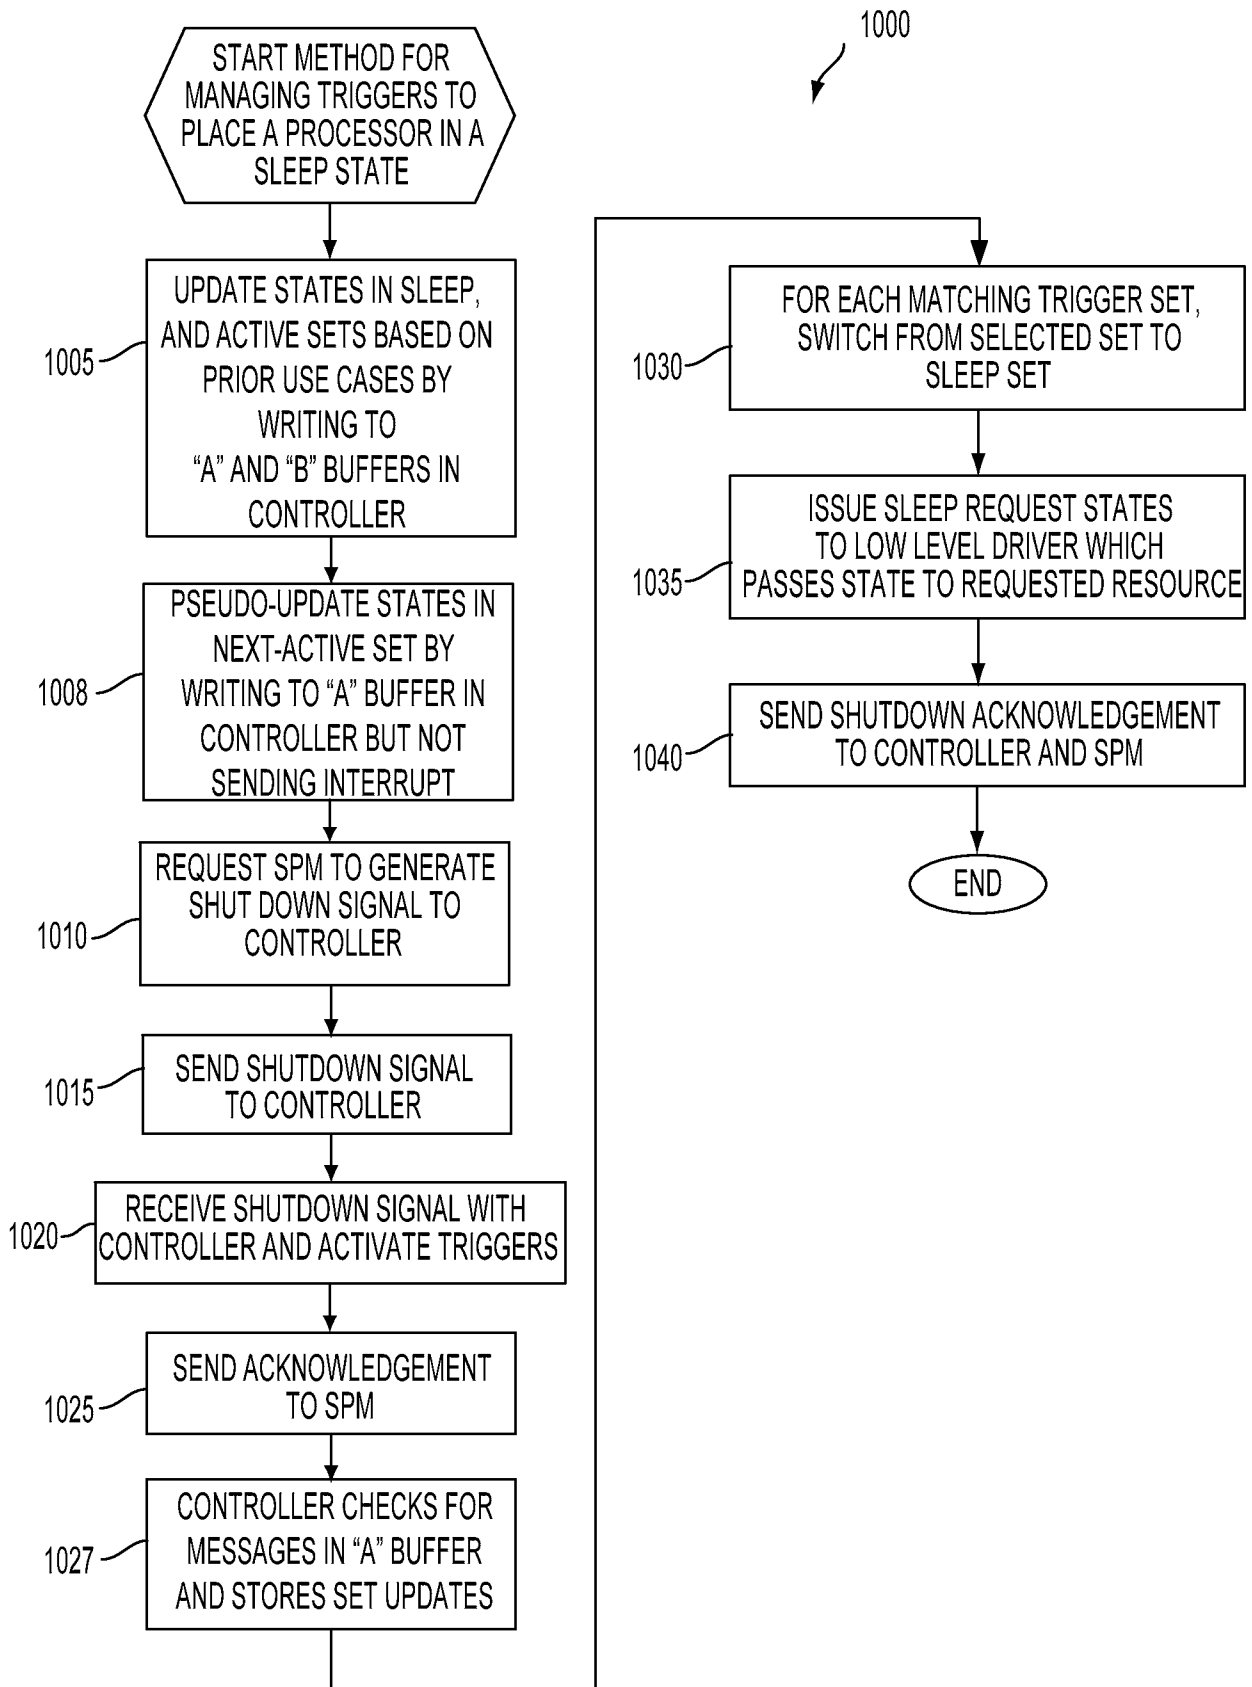 1000
START METHOD FOR
MANAGING TRIGGERS TO
PLACE A PROCESSOR IN A
SLEEP STATE
1005
UPDATE STATES IN SLEEP,
AND ACTIVE SETS BASED ON
PRIOR USE CASES BY
WRITING TO
“A” AND “B” BUFFERS IN
CONTROLLER
1008
PSEUDO-UPDATE STATES IN
NEXT-ACTIVE SET BY
WRITING TO “A” BUFFER IN
CONTROLLER BUT NOT
SENDING INTERRUPT
1010
REQUEST SPM TO GENERATE
SHUT DOWN SIGNAL TO
CONTROLLER
1015
SEND SHUTDOWN SIGNAL
TO CONTROLLER
1020
RECEIVE SHUTDOWN SIGNAL WITH
CONTROLLER AND ACTIVATE TRIGGERS
1025
SEND ACKNOWLEDGEMENT
TO SPM
1027
CONTROLLER CHECKS FOR
MESSAGES IN “A” BUFFER
AND STORES SET UPDATES
1030
FOR EACH MATCHING TRIGGER SET,
SWITCH FROM SELECTED SET TO
SLEEP SET
1035
ISSUE SLEEP REQUEST STATES
TO LOW LEVEL DRIVER WHICH
PASSES STATE TO REQUESTED RESOURCE
1040
SEND SHUTDOWN ACKNOWLEDGEMENT
TO CONTROLLER AND SPM
END